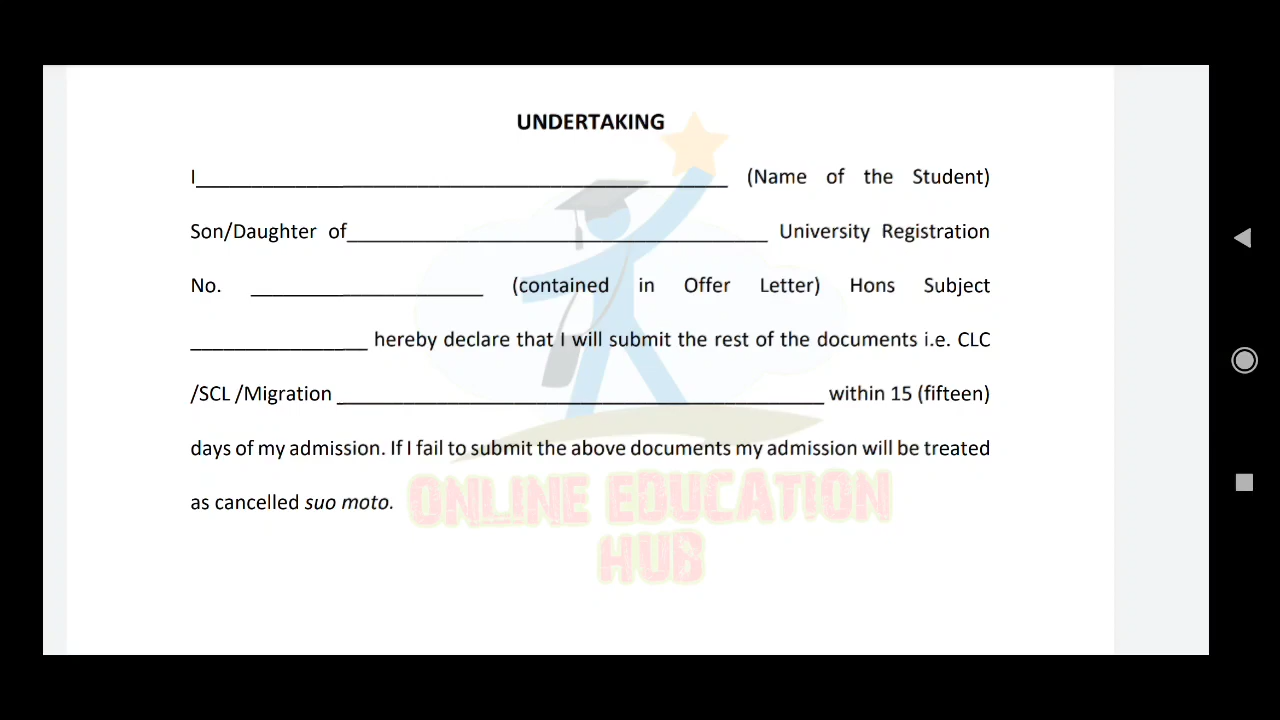 UNDERTAKING
I________________________________________________ (Name of the Student)
Son/Daughter of______________________________________ University Registration
No. _____________________ (contained in Offer Letter) Hons Subject
________________ hereby declare that I will submit the rest of the documents i.e. CLC
/SCL /Migration ____________________________________________ within 15 (fifteen)
days of my admission. If I fail to submit the above documents my admission will be treated
as cancelled suo moto.
ONLINE EDUCATION
HUB